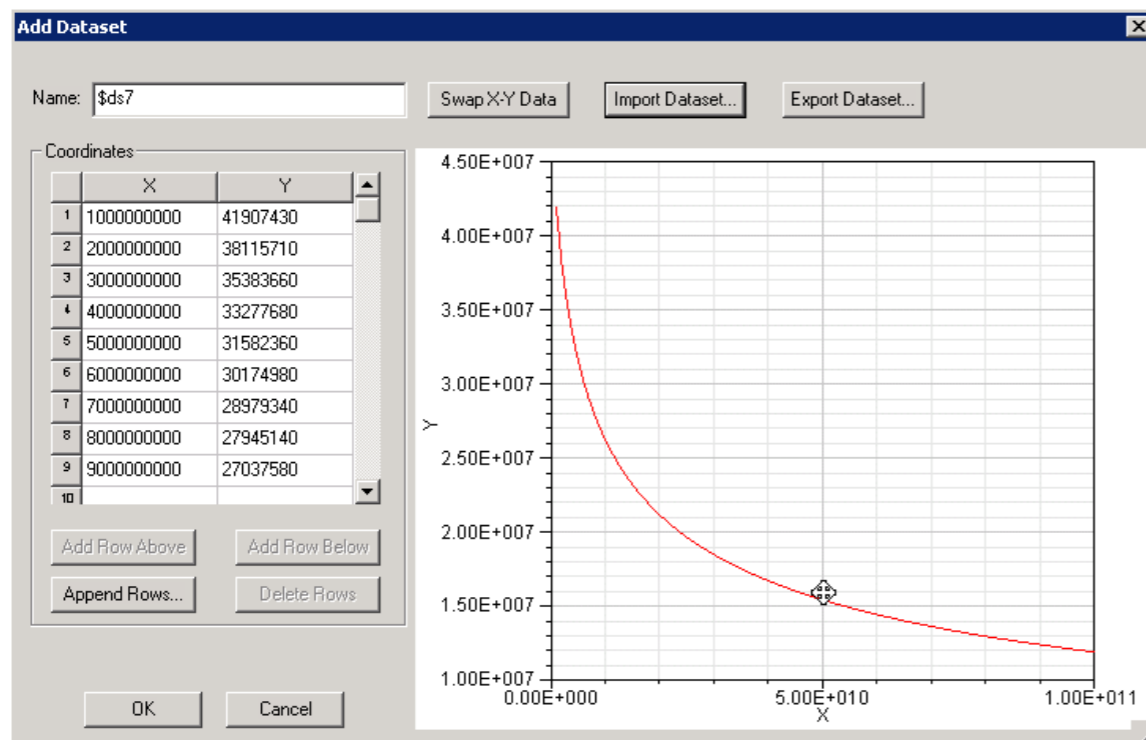 Add Dataset
Name: $ds7 Swap X-Y Data Import Dataset... Export Dataset...
Coordinates
X Y
1 1000000000 41907430
2 2000000000 38115710
3 3000000000 35383660
4 4000000000 33277680
5 5000000000 31582360
6 6000000000 30174980
7 7000000000 28979340
8 8000000000 27945140
9 9000000000 27037580
10
Add Row Above Add Row Below
Append Rows... Delete Rows
OK Cancel
4.50E+007
4.00E+007
3.50E+007
3.00E+007
2.50E+007
2.00E+007
1.50E+007
1.00E+007
Y
0.00E+000 5.00E+010 1.00E+011
X